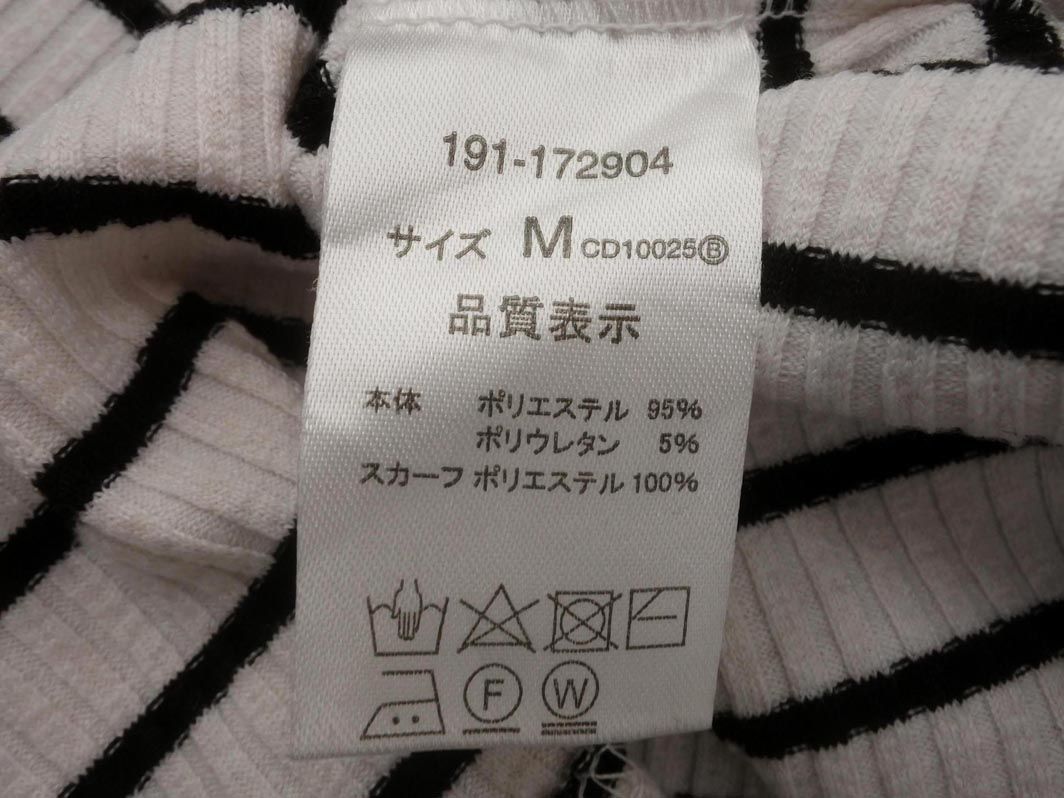 191-172904
サイズ M CD10025Ⓑ
品質表示
本体 ポリエステル 95%
ポリウレタン 5%
スカーフ ポリエステル 100%
F W